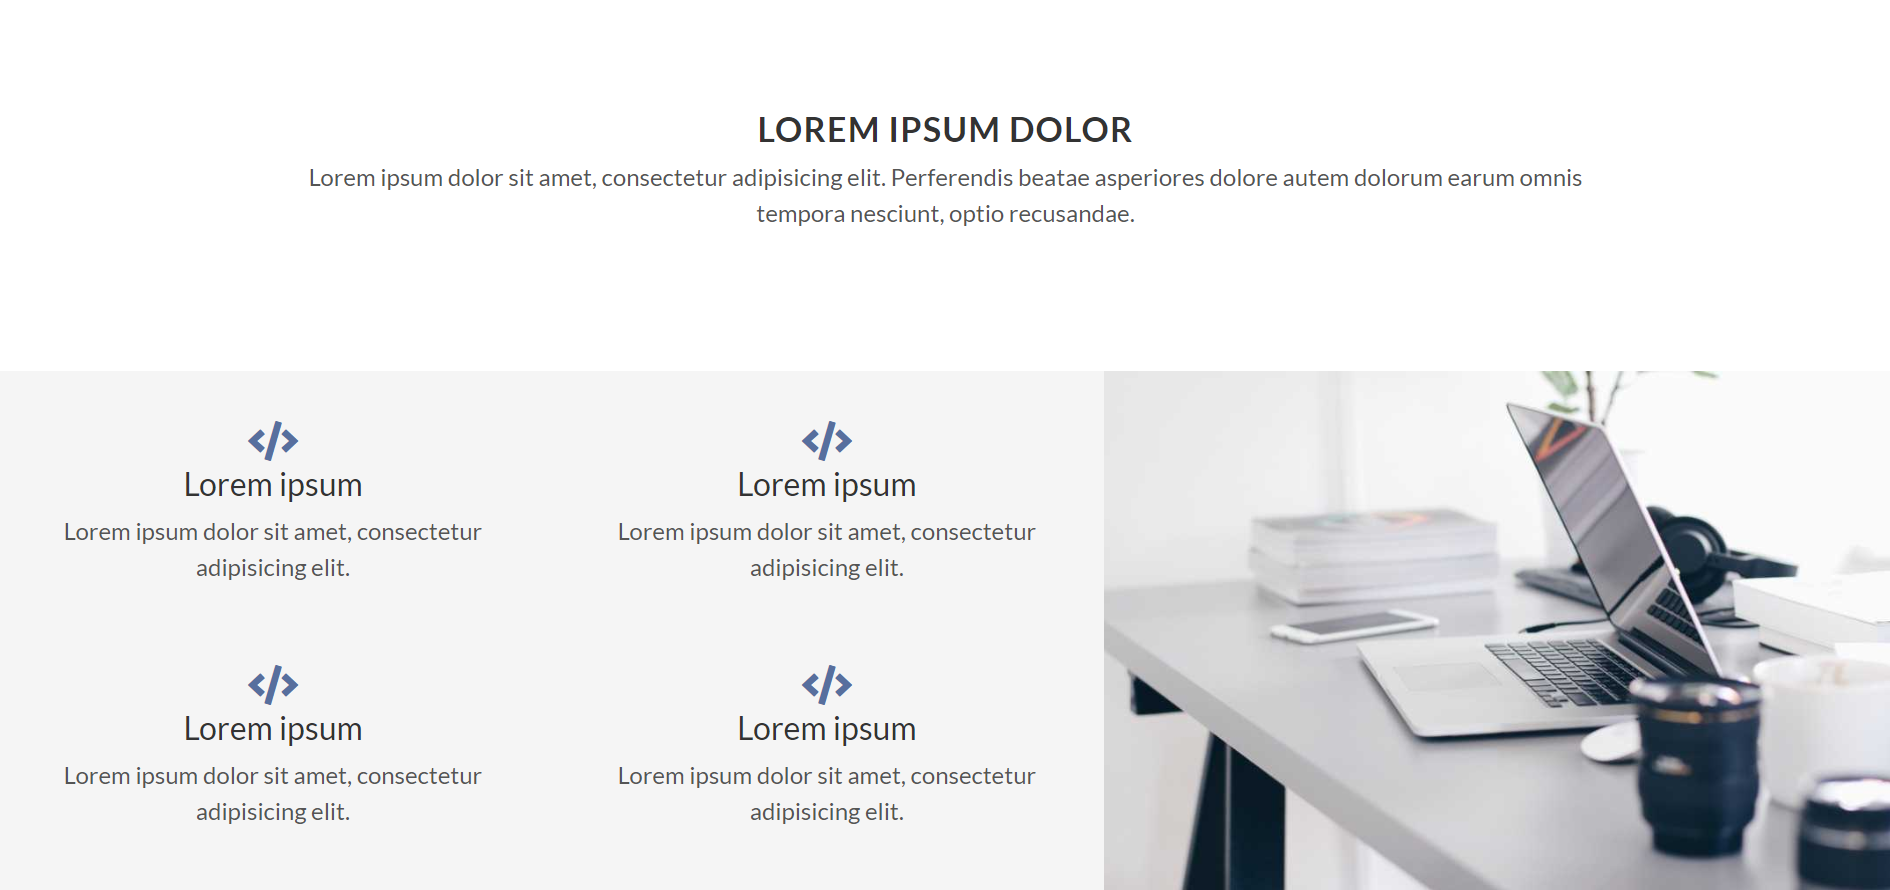 LOREM IPSUM DOLOR
Lorem ipsum dolor sit amet, consectetur adipisicing elit. Perferendis beatae asperiores dolore autem dolorum earum omnis
tempora nesciunt, optio recusandae.
Lorem ipsum
Lorem ipsum dolor sit amet, consectetur
adipisicing elit.
Lorem ipsum
Lorem ipsum dolor sit amet, consectetur
adipisicing elit.
Lorem ipsum
Lorem ipsum dolor sit amet, consectetur
adipisicing elit.
Lorem ipsum
Lorem ipsum dolor sit amet, consectetur
adipisicing elit.